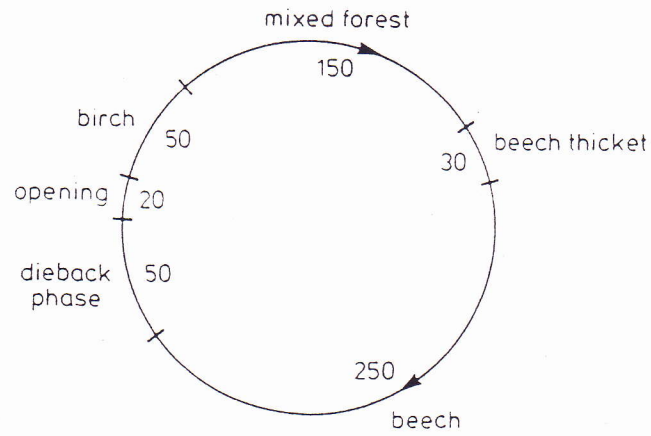 mixed forest
150
birch
50
beech thicket
30
opening
20
dieback
phase
50
250
beech